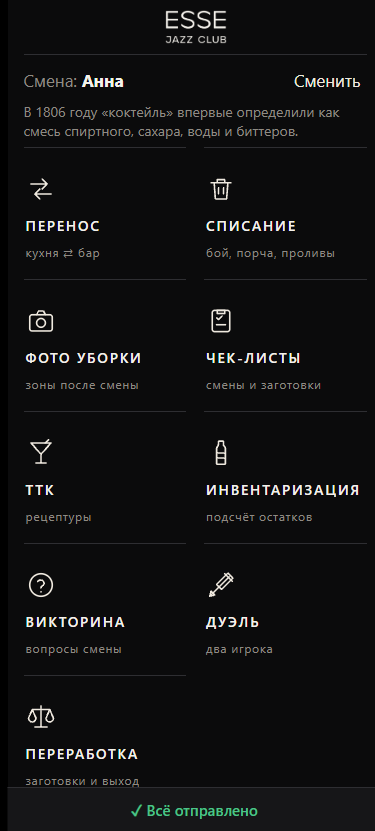 ESSE
JAZZ CLUB
Смена: Анна
Сменить
В 1806 году «коктейль» впервые определили как
смесь спиртного, сахара, воды и биттеров.
ПЕРЕНОС
кухня ⇄ бар
СПИСАНИЕ
бой, порча, проливы
ФОТО УБОРКИ
зоны после смены
ЧЕК-ЛИСТЫ
смены и заготовки
ТТК
рецептуры
ИНВЕНТАРИЗАЦИЯ
подсчёт остатков
ВИКТОРИНА
вопросы смены
ДУЭЛЬ
два игрока
ПЕРЕРАБОТКА
заготовки и выход
✓ Всё отправлено